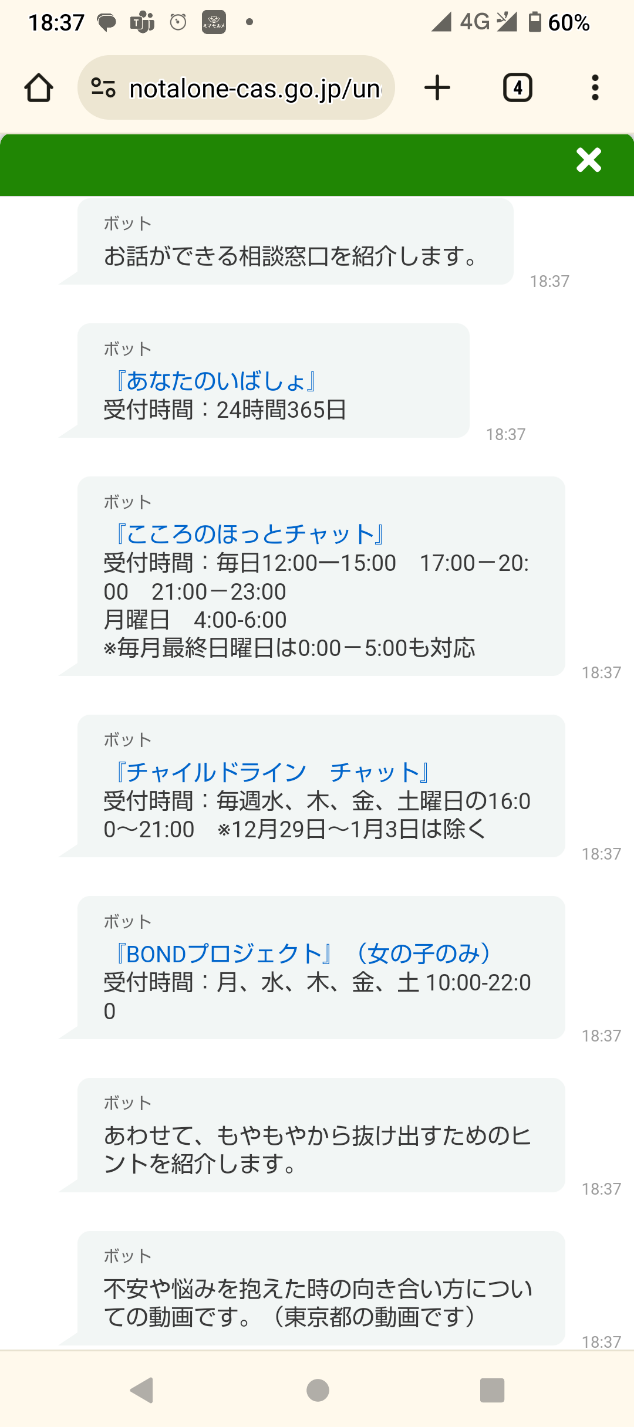 18:37
4G
60%
notalone-cas.go.jp/un
4
ボット
お話ができる相談窓口を紹介します。
18:37
ボット
『あなたのいばしょ』
受付時間：24時間365日
18:37
ボット
『こころのほっとチャット』
受付時間：毎日12:00ー15:00　17:00－20:
00　21:00－23:00
月曜日　4:00-6:00
※毎月最終日曜日は0:00－5:00も対応
18:37
ボット
『チャイルドライン　チャット』
受付時間：毎週水、木、金、土曜日の16:0
0～21:00　※12月29日～1月3日は除く
18:37
ボット
『BONDプロジェクト』（女の子のみ）
受付時間：月、水、木、金、土 10:00-22:0
0
18:37
ボット
あわせて、もやもやから抜け出すためのヒ
ントを紹介します。
18:37
ボット
不安や悩みを抱えた時の向き合い方につい
ての動画です。（東京都の動画です）
18:37